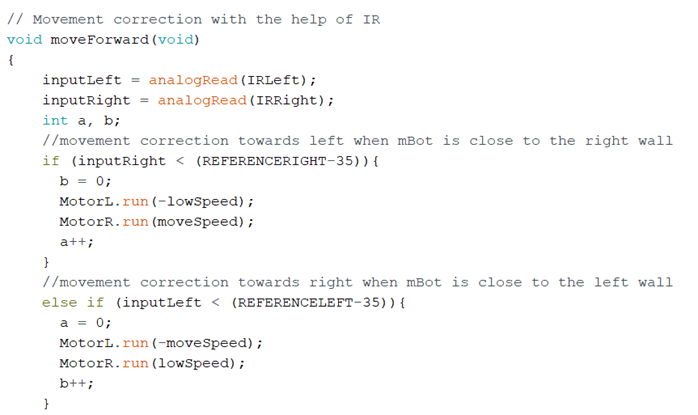 // Movement correction with the help of IR
void moveForward(void)
{
    inputLeft = analogRead(IRLeft);
    inputRight = analogRead(IRRight);
    int a, b;
    //movement correction towards left when mBot is close to the right wall
    if (inputRight < (REFERENCERIGHT-35)){
      b = 0;
      MotorL.run(-lowSpeed);
      MotorR.run(moveSpeed);
      a++;
    }
    //movement correction towards right when mBot is close to the left wall
    else if (inputLeft < (REFERENCELEFT-35)){
      a = 0;
      MotorL.run(-moveSpeed);
      MotorR.run(lowSpeed);
      b++;
    }